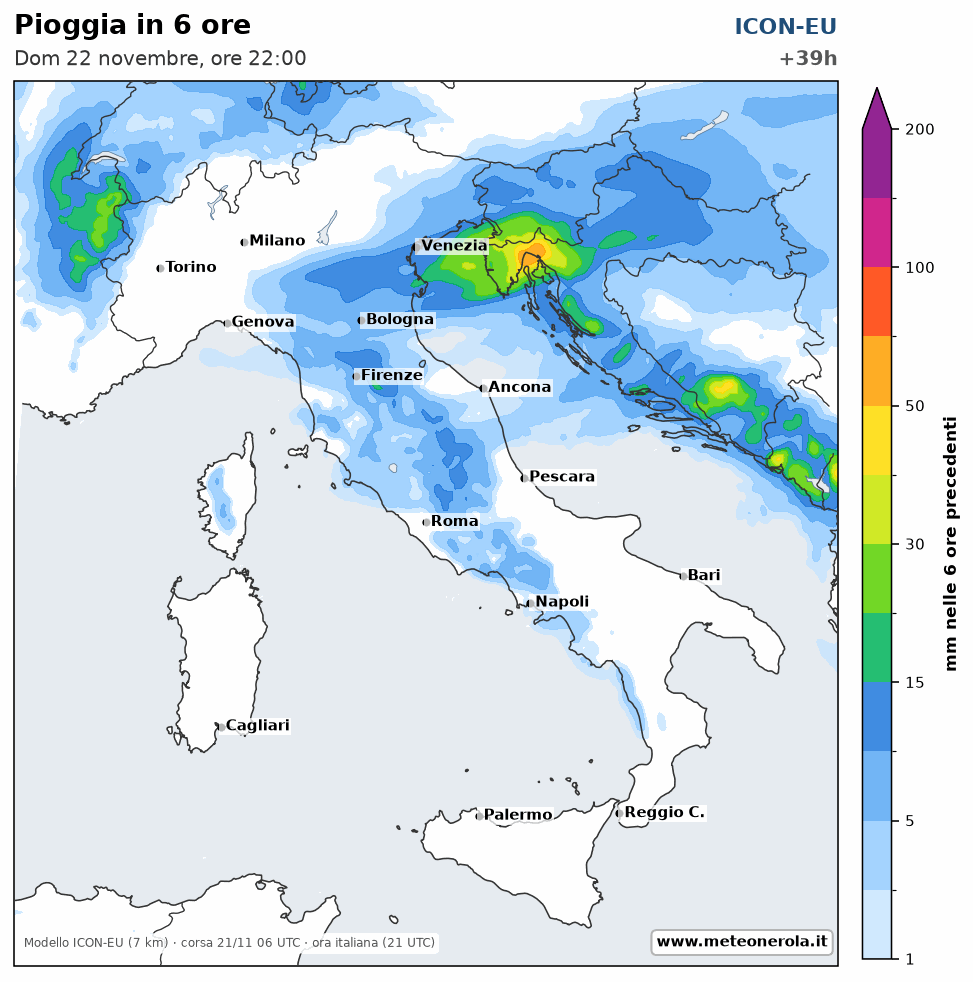 Pioggia in 6 ore
ICON-EU
Dom 22 novembre, ore 22:00
+39h
200
Venezia
Milano
Torino
100
Genova
Bologna
Firenze
Ancona
50
mm nelle 6 ore precedenti
Pescara
Roma
30
Bari
Napoli
15
Cagliari
Palermo
Reggio C.
5
Modello ICON-EU (7 km) · corsa 21/11 06 UTC · ora italiana (21 UTC)
www.meteonerola.it
1